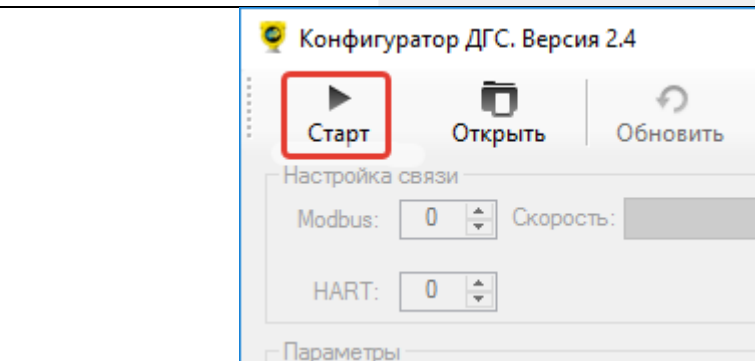 Конфигуратор ДГС. Версия 2.4
Старт Открыть Обновить
Настройка связи
Modbus: 0 Скорость:
HART: 0
Параметры